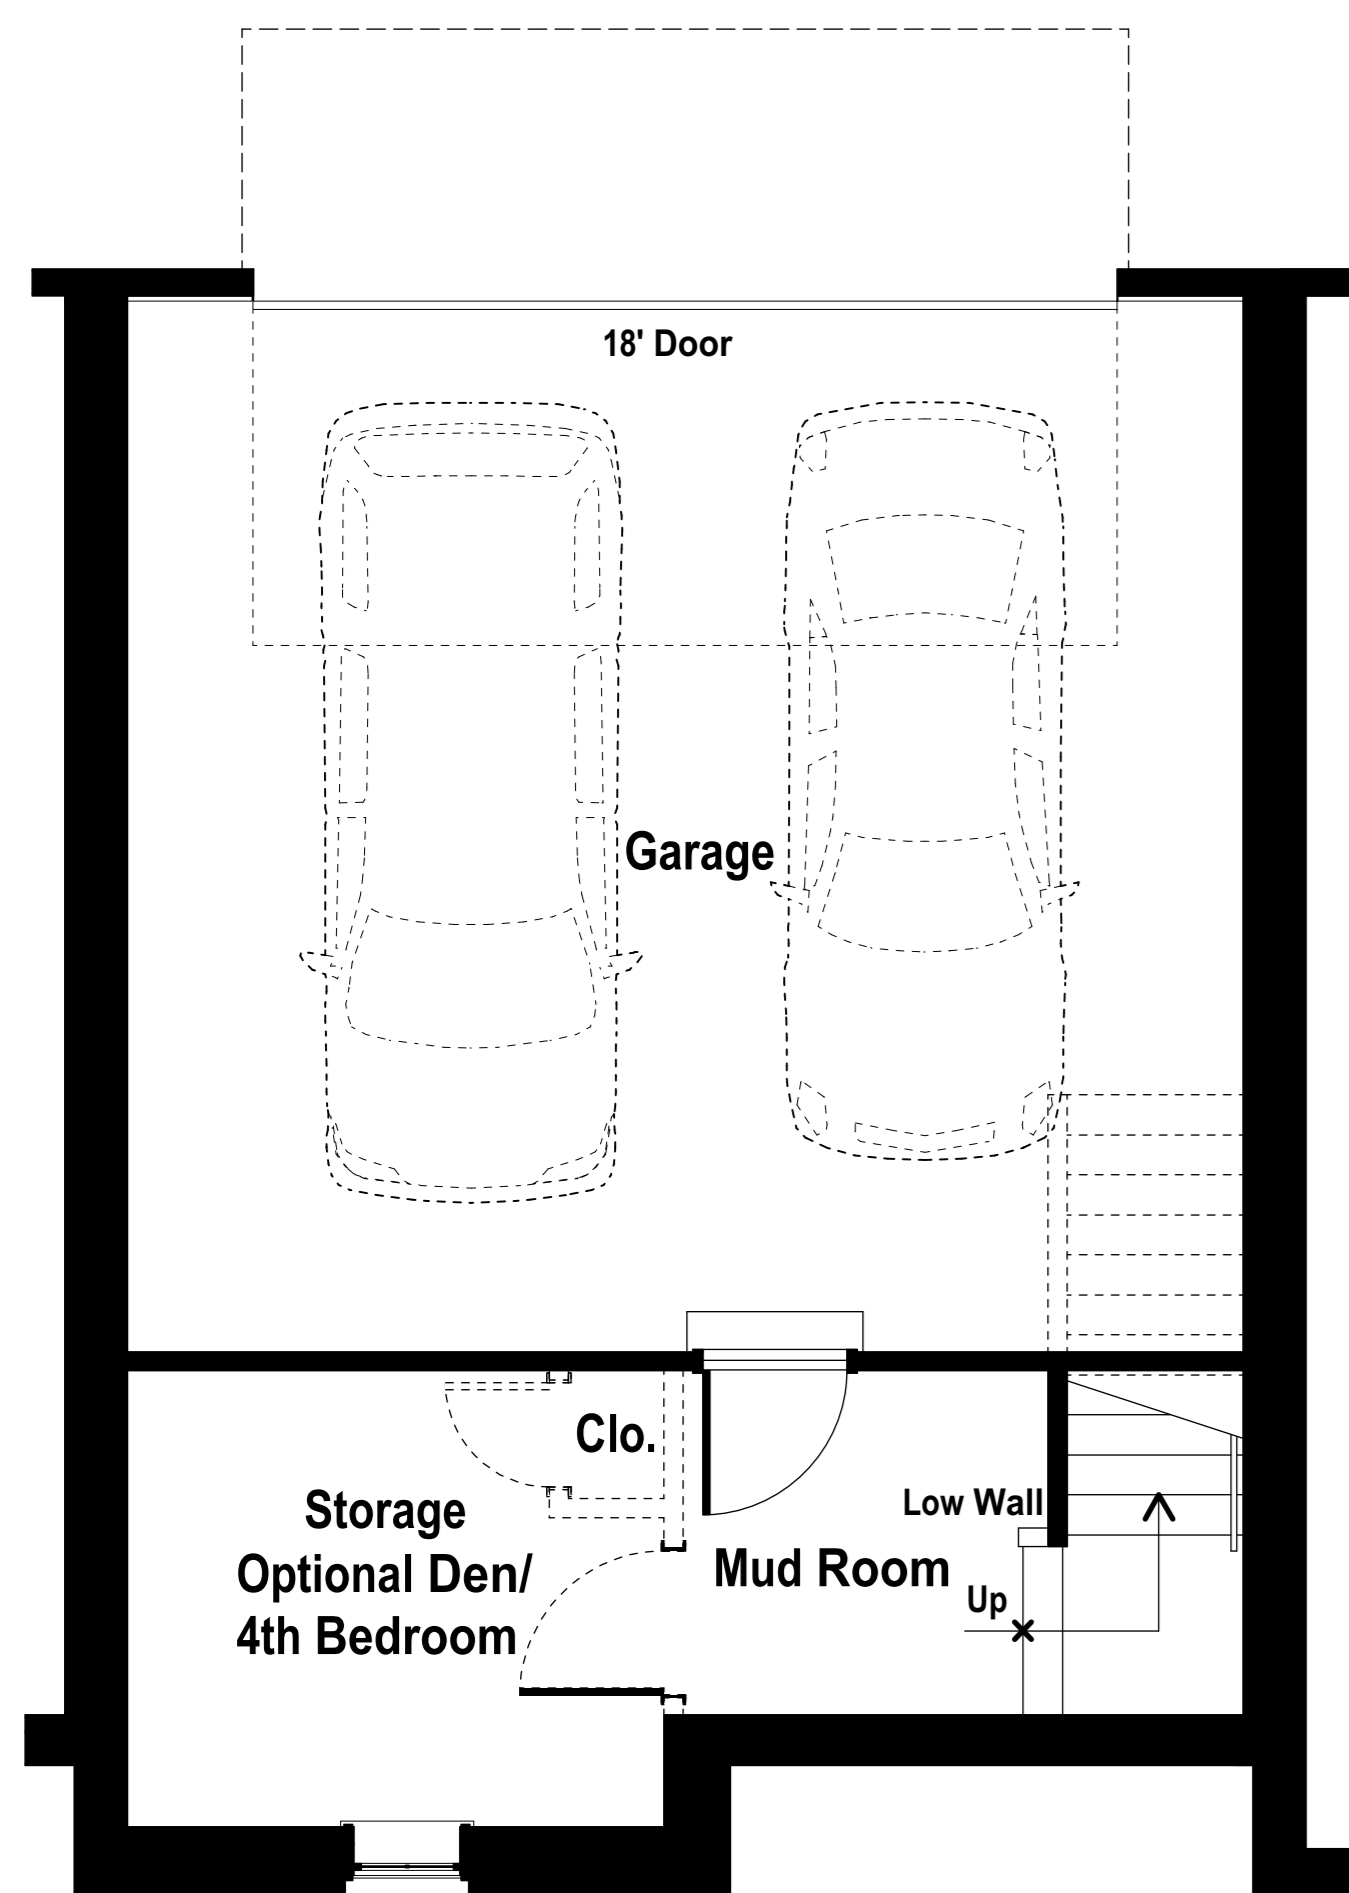 18' Door
Garage
Clo.
Storage
Optional Den/
4th Bedroom
Low Wall
Mud Room
Up